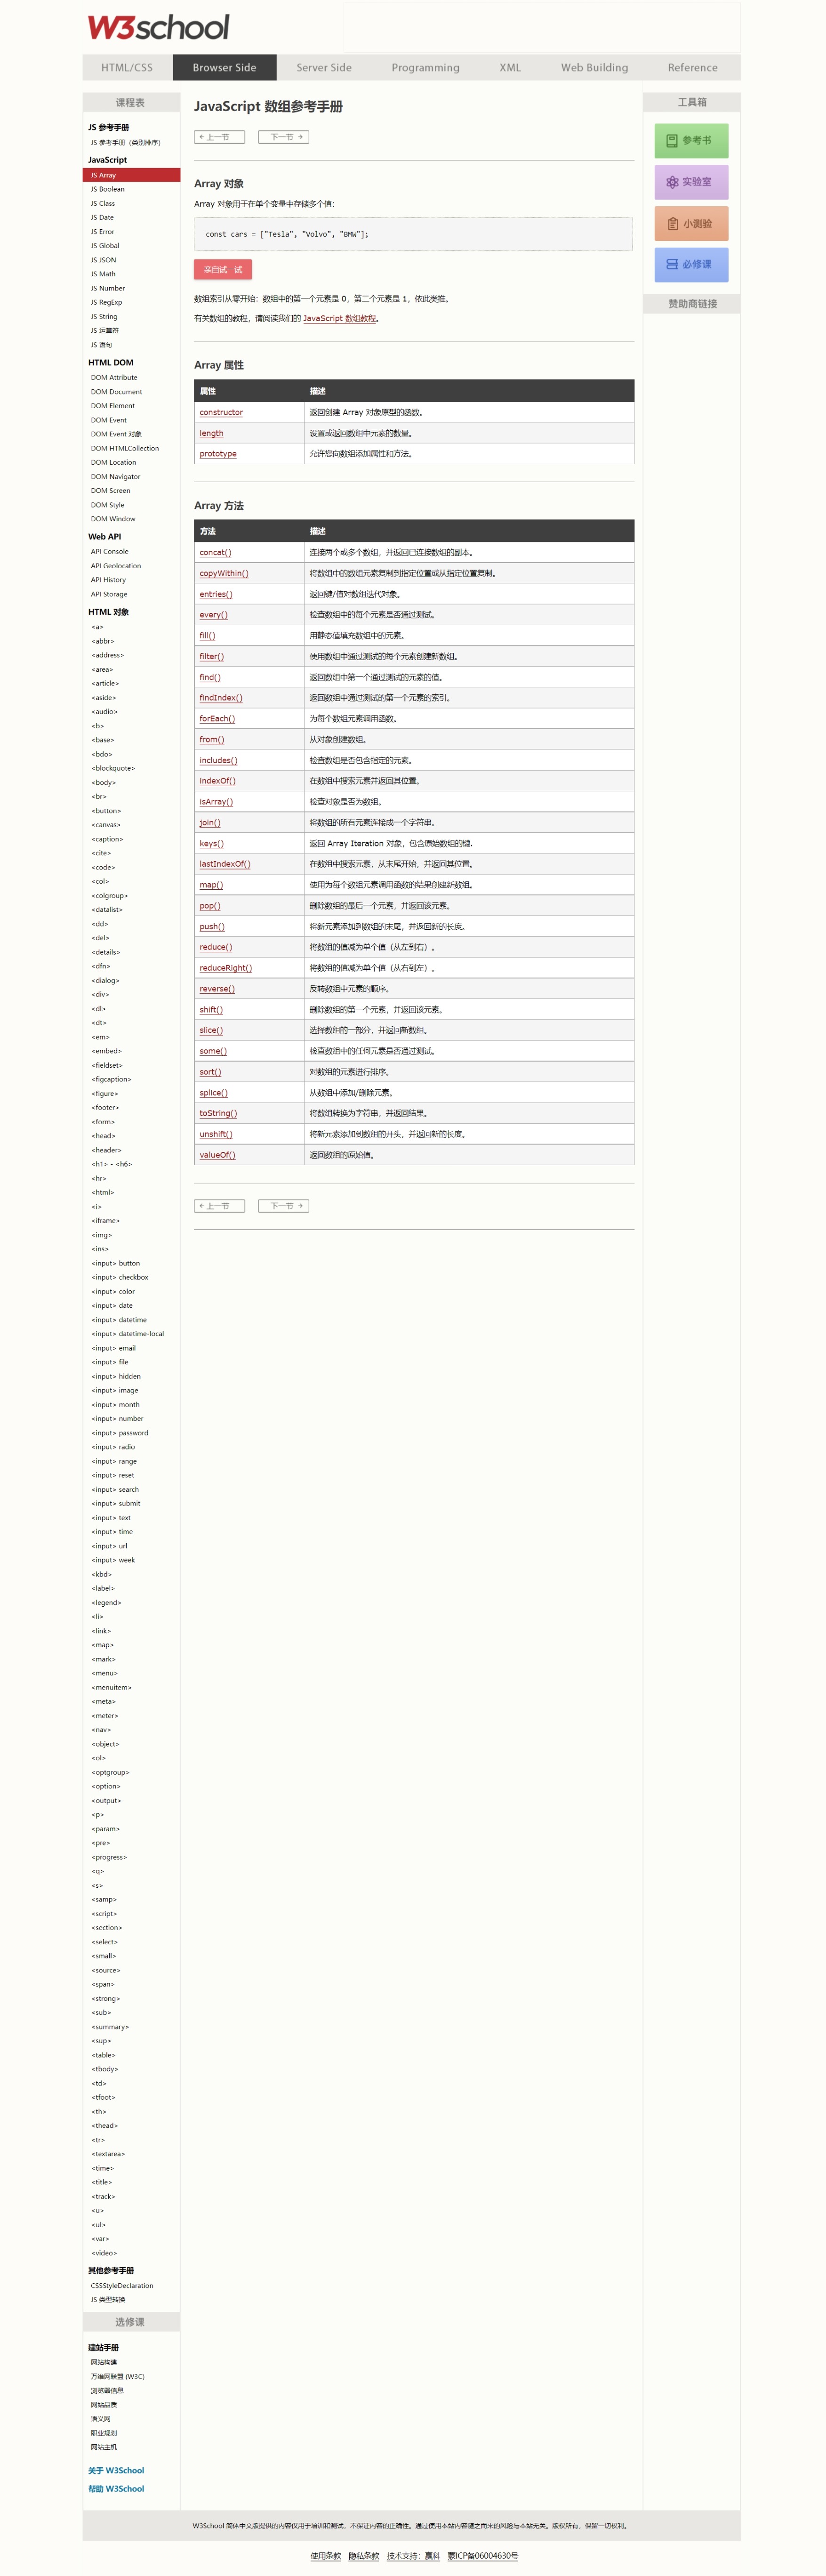 W3school
HTML/CSS
Browser Side
Server Side
Programming
XML
Web Building
Reference
课程表
JS 参考手册
JS 参考手册（类别排序）
JavaScript
JS Array
JS Boolean
JS Class
JS Date
JS Error
JS Global
JS JSON
JS Math
JS Number
JS RegExp
JS String
JS 运算符
JS 语句
HTML DOM
DOM Attribute
DOM Document
DOM Element
DOM Event
DOM Event 对象
DOM HTMLCollection
DOM Location
DOM Navigator
DOM Screen
DOM Style
DOM Window
Web API
API Console
API Geolocation
API History
API Storage
HTML 对象
<a>
<abbr>
<address>
<area>
<article>
<aside>
<audio>
<b>
<base>
<bdo>
<blockquote>
<body>
<br>
<button>
<canvas>
<caption>
<cite>
<code>
<col>
<colgroup>
<datalist>
<dd>
<del>
<details>
<dfn>
<dialog>
<div>
<dl>
<dt>
<em>
<embed>
<fieldset>
<figcaption>
<figure>
<footer>
<form>
<head>
<header>
<h1> - <h6>
<hr>
<html>
<i>
<iframe>
<img>
<ins>
<input> button
<input> checkbox
<input> color
<input> date
<input> datetime
<input> datetime-local
<input> email
<input> file
<input> hidden
<input> image
<input> month
<input> number
<input> password
<input> radio
<input> range
<input> reset
<input> search
<input> submit
<input> text
<input> time
<input> url
<input> week
<kbd>
<label>
<legend>
<li>
<link>
<map>
<mark>
<menu>
<menuitem>
<meta>
<meter>
<nav>
<object>
<ol>
<optgroup>
<option>
<output>
<p>
<param>
<pre>
<progress>
<q>
<s>
<samp>
<script>
<section>
<select>
<small>
<source>
<span>
<strong>
<sub>
<summary>
<sup>
<table>
<tbody>
<td>
<tfoot>
<th>
<thead>
<tr>
<textarea>
<time>
<title>
<track>
<u>
<ul>
<var>
<video>
其他参考手册
CSSStyleDeclaration
JS 类型转换
选修课
建站手册
网站构建
万维网联盟 (W3C)
浏览器信息
网站品质
语义网
职业规划
网站主机
关于 W3School
帮助 W3School
JavaScript 数组参考手册
← 上一节
下一节 →
Array 对象
Array 对象用于在单个变量中存储多个值：
const cars = ["Tesla", "Volvo", "BMW"];
亲自试一试
数组索引从零开始：数组中的第一个元素是 0，第二个元素是 1，依此类推。
有关数组的教程，请阅读我们的 JavaScript 数组教程。
Array 属性
属性 描述
constructor 返回创建 Array 对象原型的函数。
length 设置或返回数组中元素的数量。
prototype 允许您向数组添加属性和方法。
Array 方法
方法 描述
concat() 连接两个或多个数组，并返回已连接数组的副本。
copyWithin() 将数组中的数组元素复制到指定位置或从指定位置复制。
entries() 返回键/值对数组迭代对象。
every() 检查数组中的每个元素是否通过测试。
fill() 用静态值填充数组中的元素。
filter() 使用数组中通过测试的每个元素创建新数组。
find() 返回数组中第一个通过测试的元素的值。
findIndex() 返回数组中通过测试的第一个元素的索引。
forEach() 为每个数组元素调用函数。
from() 从对象创建数组。
includes() 检查数组是否包含指定的元素。
indexOf() 在数组中搜索元素并返回其位置。
isArray() 检查对象是否为数组。
join() 将数组的所有元素连接成一个字符串。
keys() 返回 Array Iteration 对象，包含原始数组的键.
lastIndexOf() 在数组中搜索元素，从末尾开始，并返回其位置。
map() 使用为每个数组元素调用函数的结果创建新数组。
pop() 删除数组的最后一个元素，并返回该元素。
push() 将新元素添加到数组的末尾，并返回新的长度。
reduce() 将数组的值减为单个值（从左到右）。
reduceRight() 将数组的值减为单个值（从右到左）。
reverse() 反转数组中元素的顺序。
shift() 删除数组的第一个元素，并返回该元素。
slice() 选择数组的一部分，并返回新数组。
some() 检查数组中的任何元素是否通过测试。
sort() 对数组的元素进行排序。
splice() 从数组中添加/删除元素。
toString() 将数组转换为字符串，并返回结果。
unshift() 将新元素添加到数组的开头，并返回新的长度。
valueOf() 返回数组的原始值。
← 上一节
下一节 →
工具箱
参考书
实验室
小测验
必修课
赞助商链接
W3School 简体中文版提供的内容仅用于培训和测试，不保证内容的正确性。通过使用本站内容随之而来的风险与本站无关。版权所有，保留一切权利。
使用条款 隐私条款 技术支持：赢科 蒙ICP备06004630号